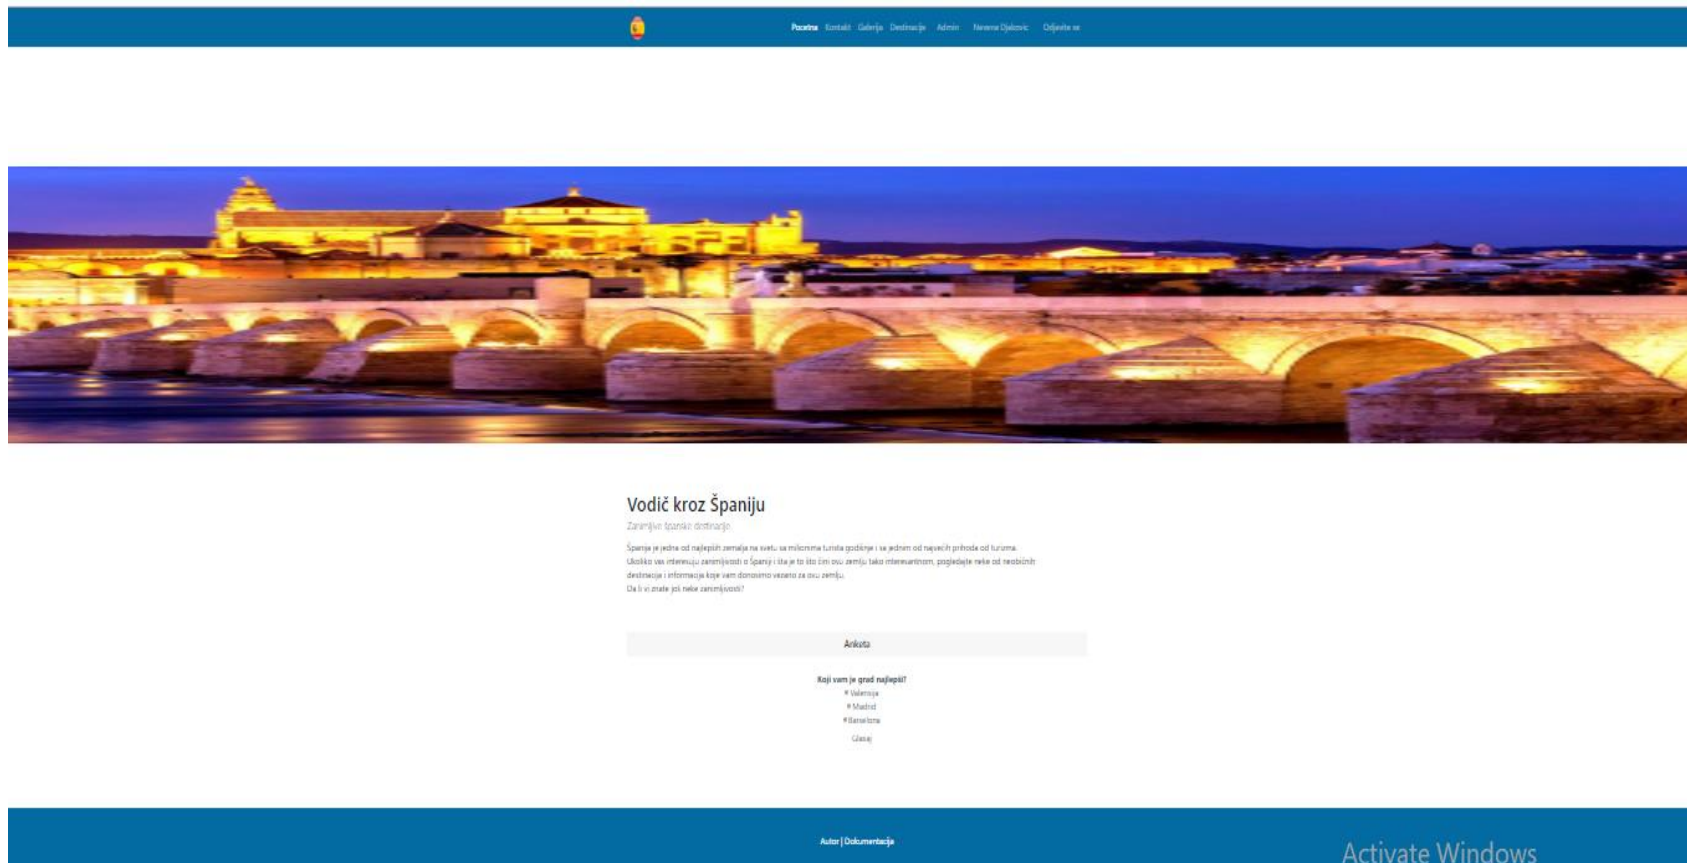 Pocetna Kontakt Galerija Destinacije Admin Nevena Djakovic Odjavite se
Vodič kroz Španiju
Zanimljive španske destinacije
Španija je jedna od najlepših zemalja na svetu sa milionima turista godišnje i sa jednim od najvećih prihoda od turizma.
Ukoliko vas interesuju zanimljivosti o Španiji i šta je to što čini ovu zemlju tako interesantnom, pogledajte neke od neobičnih
destinacija i informacija koje vam donosimo vezano za ovu zemlju.
Da li vi znate još neke zanimljivosti?
Anketa
Koji vam je grad najlepši?
Valensija
Madrid
Barselona
Glasaj
Autor | Dokumentacija
Activate Windows